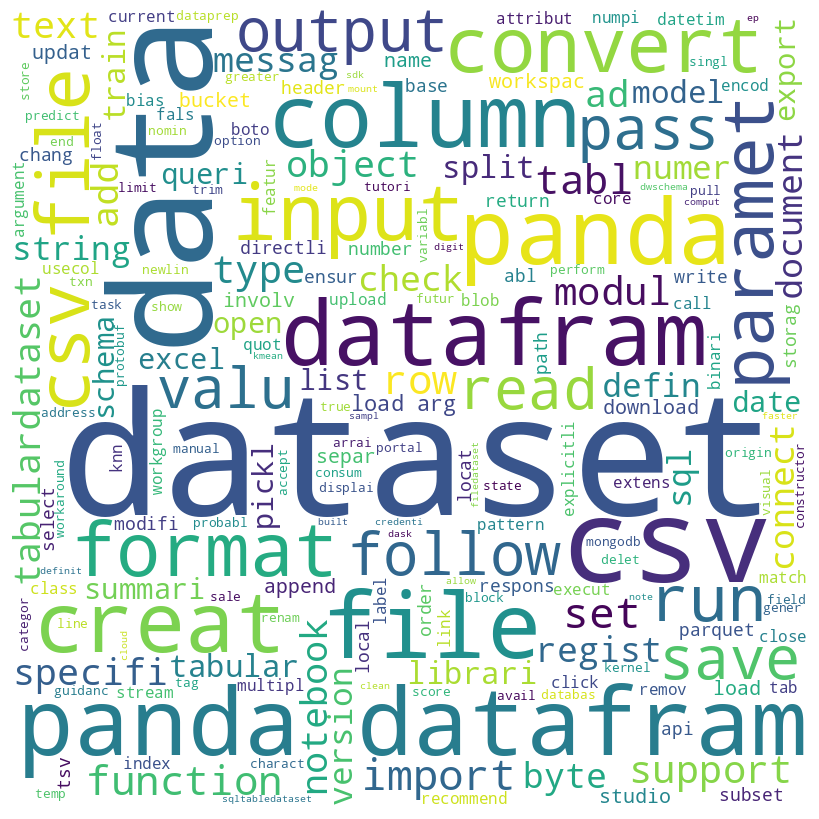 text
current
dataprep
output
convert
attribut
numpi
datetim
ep
updat
messag
name
singl
file
train
data
greater
sdk
header
base
workspac
encod
export
store
bias
bucket
mount
column
ad
model
predict
fals
pass
end
float
nomin
boto
option
paramet
chang
add
queri
object
split
tabl
numer
document
limit
trim
featur
tutori
core
dwschema
pull
argument
mode
return
variabl
comput
string
input
panda
directli
number
digit
csv
usecol
newlin
type
ensur
check
abl
perform
modul
write
txn
involv
upload
futur
blob
call
storag
task
show
open
datafram
path
binari
schema
protobuf
excel
quot
kmean
valu
list
row
read
defin
date
address
true
sampl
load arg
download
tabulardataset
workgroup
pickl
dataset
faster
select
workaround
knn
manual
separ
arrai
portal
accept
consum
locat
filedataset
explicitli
sql
origin
connect
visual
constructor
displai
state
extens
modifi
probabl
built
credenti
pattern
mongodb
definit
format
dask
follow
csv
delet
match
class
summari
append
allow
respons
execut
run
note
field
gener
categor
sale
label
block
set
line
renam
creat
file
order
link
parquet
close
cloud
notebook
local
regist
kernel
save
specifi
tabular
clean
librari
click
guidanc
tag
multipl
score
avail
databas
remov
load
tab
stream
version
panda
datafram
api
tsv
index
charact
import
byte
support
function
temp
sqltabledataset
recommend
studio
subset